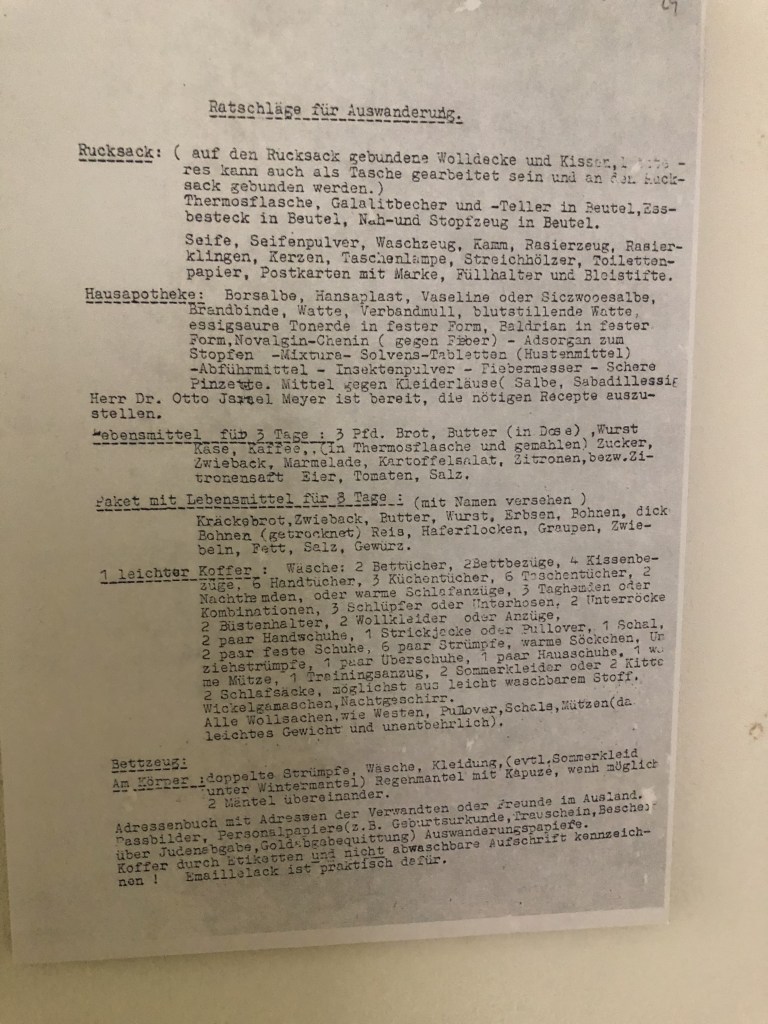 Ratschläge für Auswanderung.
Rucksack: ( auf den Rucksack gebundene Wolldecke und Kissen,
res kann auch als Tasche gearbeitet sein und an den Ruck-
sack gebunden werden.)
Thermosflasche, Galalitbecher und -Teller in Beutel,Ess-
besteck in Beutel, Nah-und Stopfzeug in Beutel.
Seife, Seifenpulver, Waschzeug, Kamm, Rasierzeug, Rasier-
klingen, Kerzen, Taschenlampe, Streichhölzer, Toiletten-
papier, Postkarten mit Marke, Füllhalter und Bleistifte.
Hausapotheke: Borsalbe, Hansaplast, Vaseline oder
Brandbinde, Watte, Verbandmull, blutstillende Watte,
essigsaure Tonerde in fester Form, Baldrian in fester
Form,Novalgin-Chenin ( gegen Fieber) - Adsorgan zum
Stopfen -Mixtura- Solvens-Tabletten (Hustenmittel)
-Abführmittel - Insektenpulver - Fiebermesser - Schere
Pinzette. Mittel gegen Kleiderläuse( Salbe, Sabadillessig
Herr Dr. Otto Israel Meyer ist bereit, die nötigen Recepte auszu-
stellen.
Lebensmittel für 3 Tage : 3 Pfd. Brot, Butter (in Dose) ,Wurst
Käse, Kaffee,.(in Thermosflasche und gemahlen) Zucker,
Zwieback, Marmelade, Kartoffelsalat, Zitronen,bezw.Zi-
tronensaft Eier, Tomaten, Salz.
Paket mit Lebensmittel für 8 Tage : (mit Namen versehen )
Kräckebrot,Zwieback, Butter, Wurst, Erbsen, Bohnen, dick
Bohnen (getrocknet) Reis, Haferflocken, Graupen, Zwie-
beln, Fett, Salz, Gewürz.
1 leichter Koffer : Wäsche: 2 Bettücher, 2Bettbezüge, 4 Kissenbe-
züge, 6 Handtücher, 3 Küchentücher, 6 Taschentücher, 2
Nachthemden, oder warme Schlafanzüge, 3 Taghemden oder
Kombinationen, 3 Schlüpfer oder Unterhosen, 2 Unterröcke
2 Büstenhalter, 2 Wollkleider oder Anzüge,
2 paar Handschuhe, 1 Strickjacke oder Pullover, 1 Schal,
2 paar feste Schuhe, 6 paar Strümpfe, warme Söckchen,
ziehstrümpfe, 1 paar Überschuhe, 1 paar Hausschuhe, 1
me Mütze, 1 Trainingsanzug, 2 Sommerkleider oder 2 Kitte
2 Schlafsäcke, möglichst aus leicht waschbarem Stoff.
Wickelgamaschen,Nachtgeschirr.
Alle Wollsachen,wie Westen, Pullover,Schals,Mützen(da
leichtes Gewicht und unentbehrlich).
Bettzeug:
Am Körper :doppelte Strümpfe, Wäsche, Kleidung,(evtl.Sommerkleid
unter Wintermantel) Regenmantel mit Kapuze, wenn möglich
2 Mäntel übereinander.
Adressenbuch mit Adressen der Verwandten oder Freunde im Ausland.
Passbilder, Personalpapiere(z.B. Geburtsurkunde,Trauschein,Beschei
über Judenabgabe,Goldabgabequittung) Auswanderungspapiere.
Koffer durch Etiketten und nicht abwaschbare Aufschrift kennzeich-
nen ! Emaillelack ist praktisch dafür.